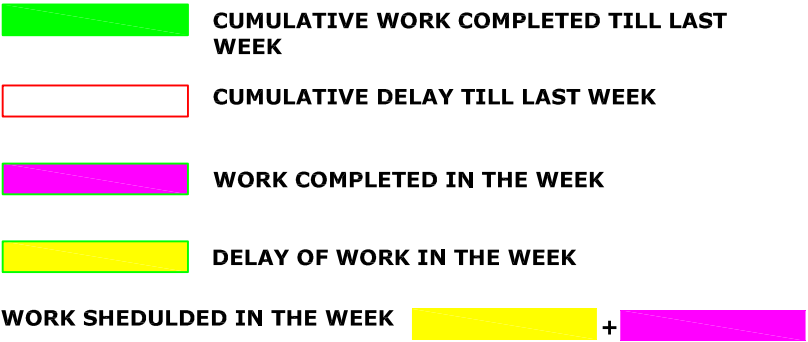 CUMULATIVE WORK COMPLETED TILL LAST
WEEK
CUMULATIVE DELAY TILL LAST WEEK
WORK COMPLETED IN THE WEEK
DELAY OF WORK IN THE WEEK
WORK SHEDULDED IN THE WEEK +